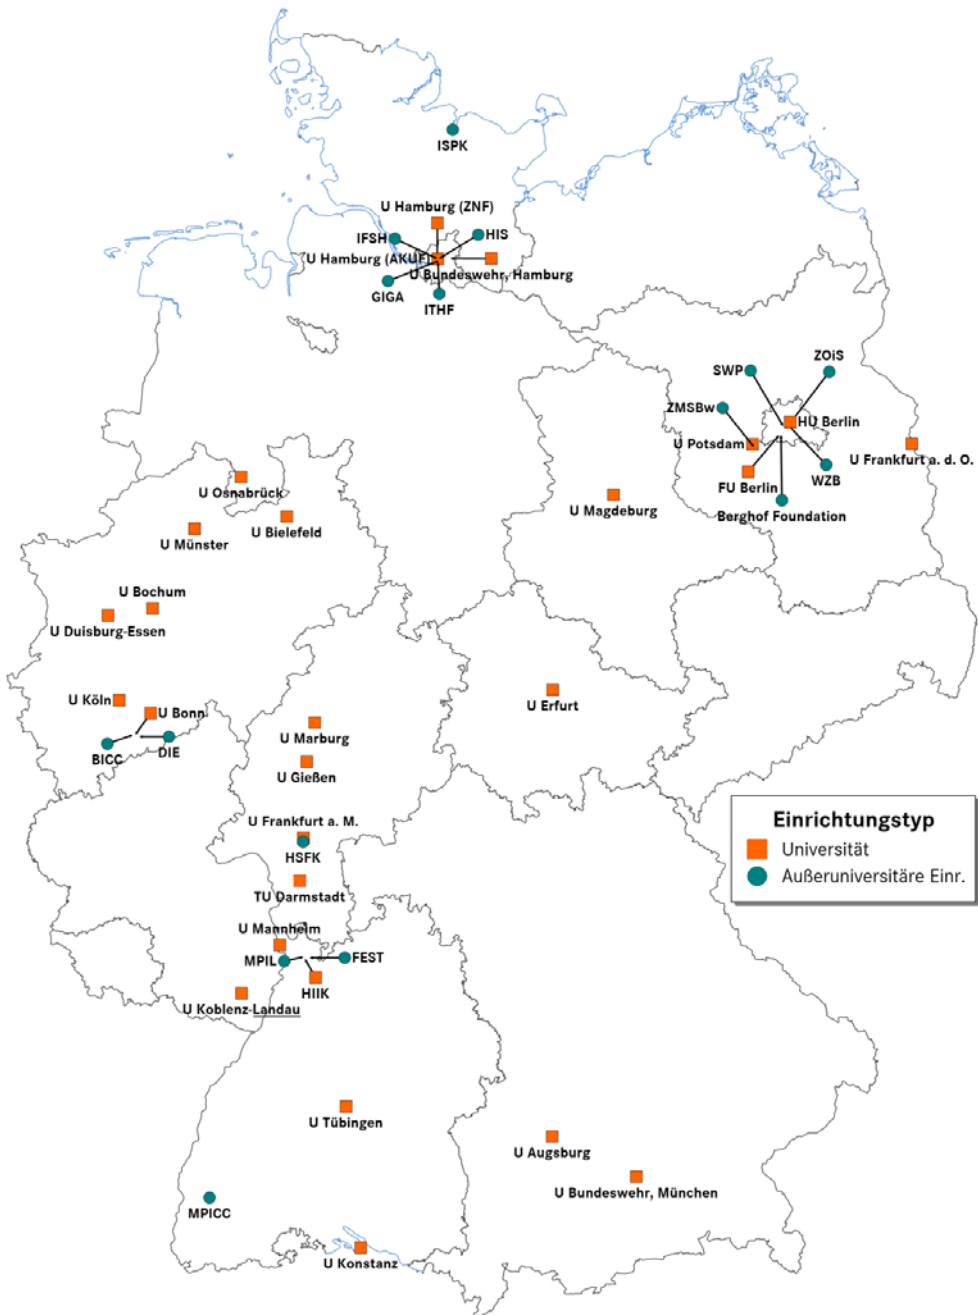 ISPK
U Hamburg (ZNF)
IFSH
HIS
U Hamburg (AKUF)
U Bundeswehr, Hamburg
GIGA
ITHF
SWP
ZOiS
ZMSBw
HU Berlin
U Potsdam
U Frankfurt a. d. O.
FU Berlin
WZB
Berghof Foundation
U Magdeburg
U Osnabrück
U Bielefeld
U Münster
U Bochum
U Duisburg-Essen
U Köln
U Bonn
BICC
DIE
U Erfurt
U Marburg
U Gießen
U Frankfurt a. M.
HSFK
TU Darmstadt
U Mannheim
MPIL
FEST
HIIK
U Koblenz-Landau
Einrichtungstyp
Universität
Außeruniversitäre Einr.
U Tübingen
U Augsburg
U Bundeswehr, München
MPICC
U Konstanz